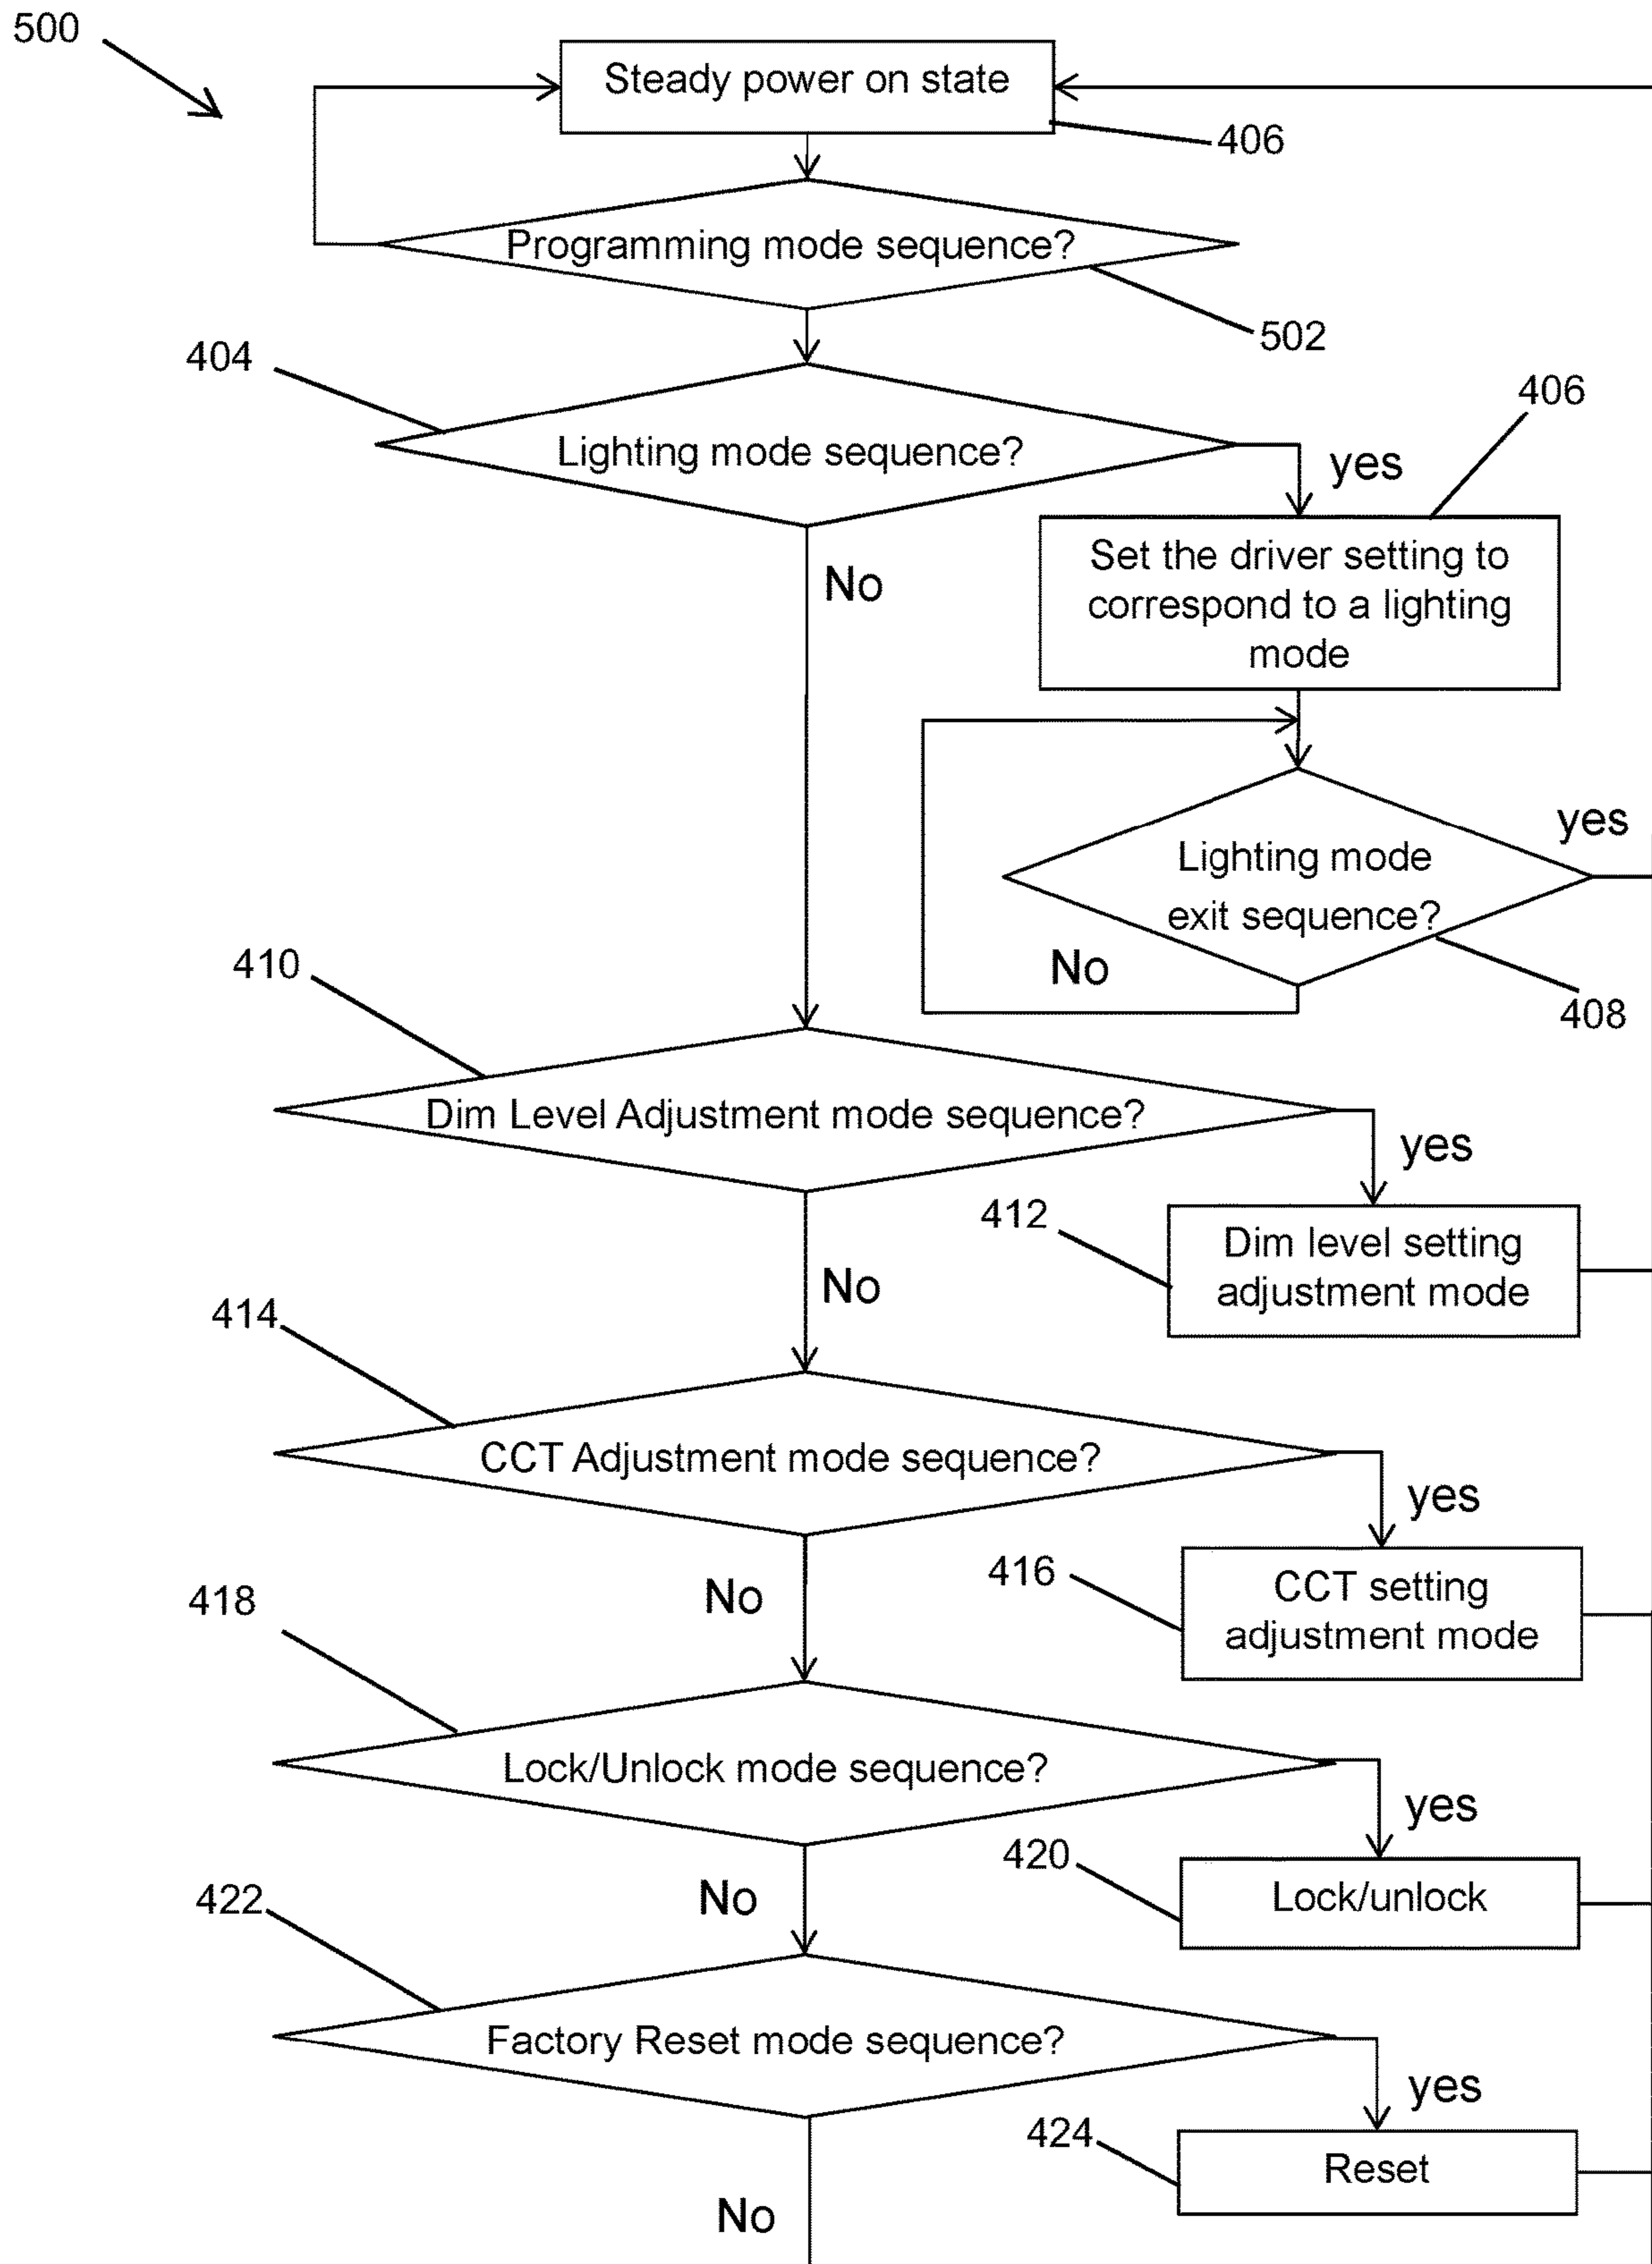 500
Steady power on state
406
Programming mode sequence?
502
404
406
Lighting mode sequence?
yes
Set the driver setting to
correspond to a lighting
mode
No
yes
Lighting mode
exit sequence?
No
408
410
Dim Level Adjustment mode sequence?
yes
412
Dim level setting
adjustment mode
No
414
CCT Adjustment mode sequence?
yes
416
CCT setting
adjustment mode
No
418
Lock/Unlock mode sequence?
yes
420
Lock/unlock
No
422
Factory Reset mode sequence?
yes
424
Reset
No